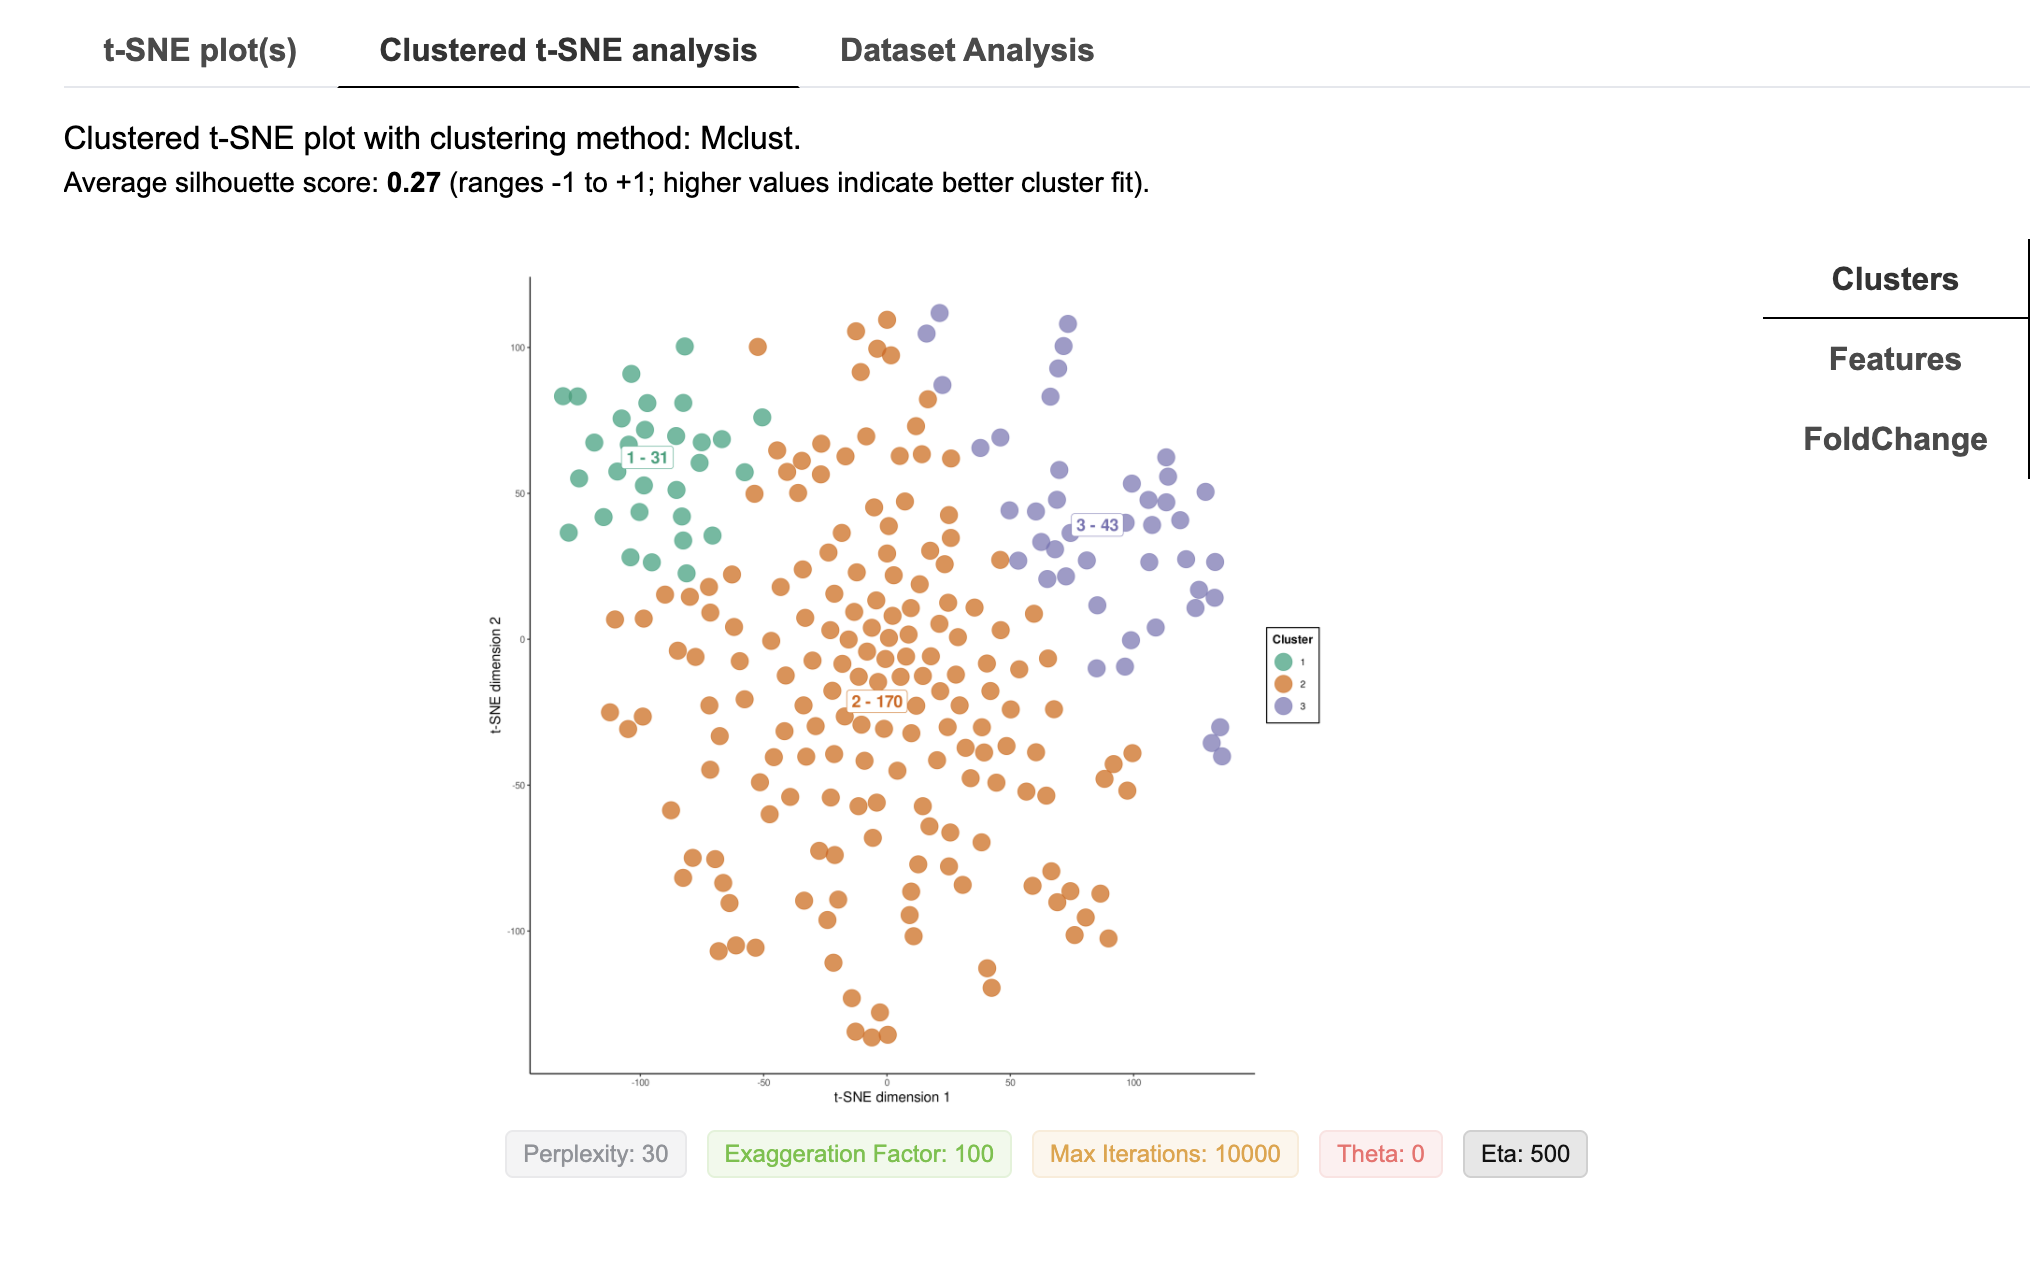 t-SNE plot(s) Clustered t-SNE analysis Dataset Analysis
Clustered t-SNE plot with clustering method: Mclust.
Average silhouette score: 0.27 (ranges -1 to +1; higher values indicate better cluster fit).
Clusters
Features
FoldChange
100
50
0
-50
-100
t-SNE dimension 2
1 - 31
3 - 43
2 - 170
Cluster
1
2
3
-100 -50 0 50 100
t-SNE dimension 1
Perplexity: 30 Exaggeration Factor: 100 Max Iterations: 10000 Theta: 0 Eta: 500